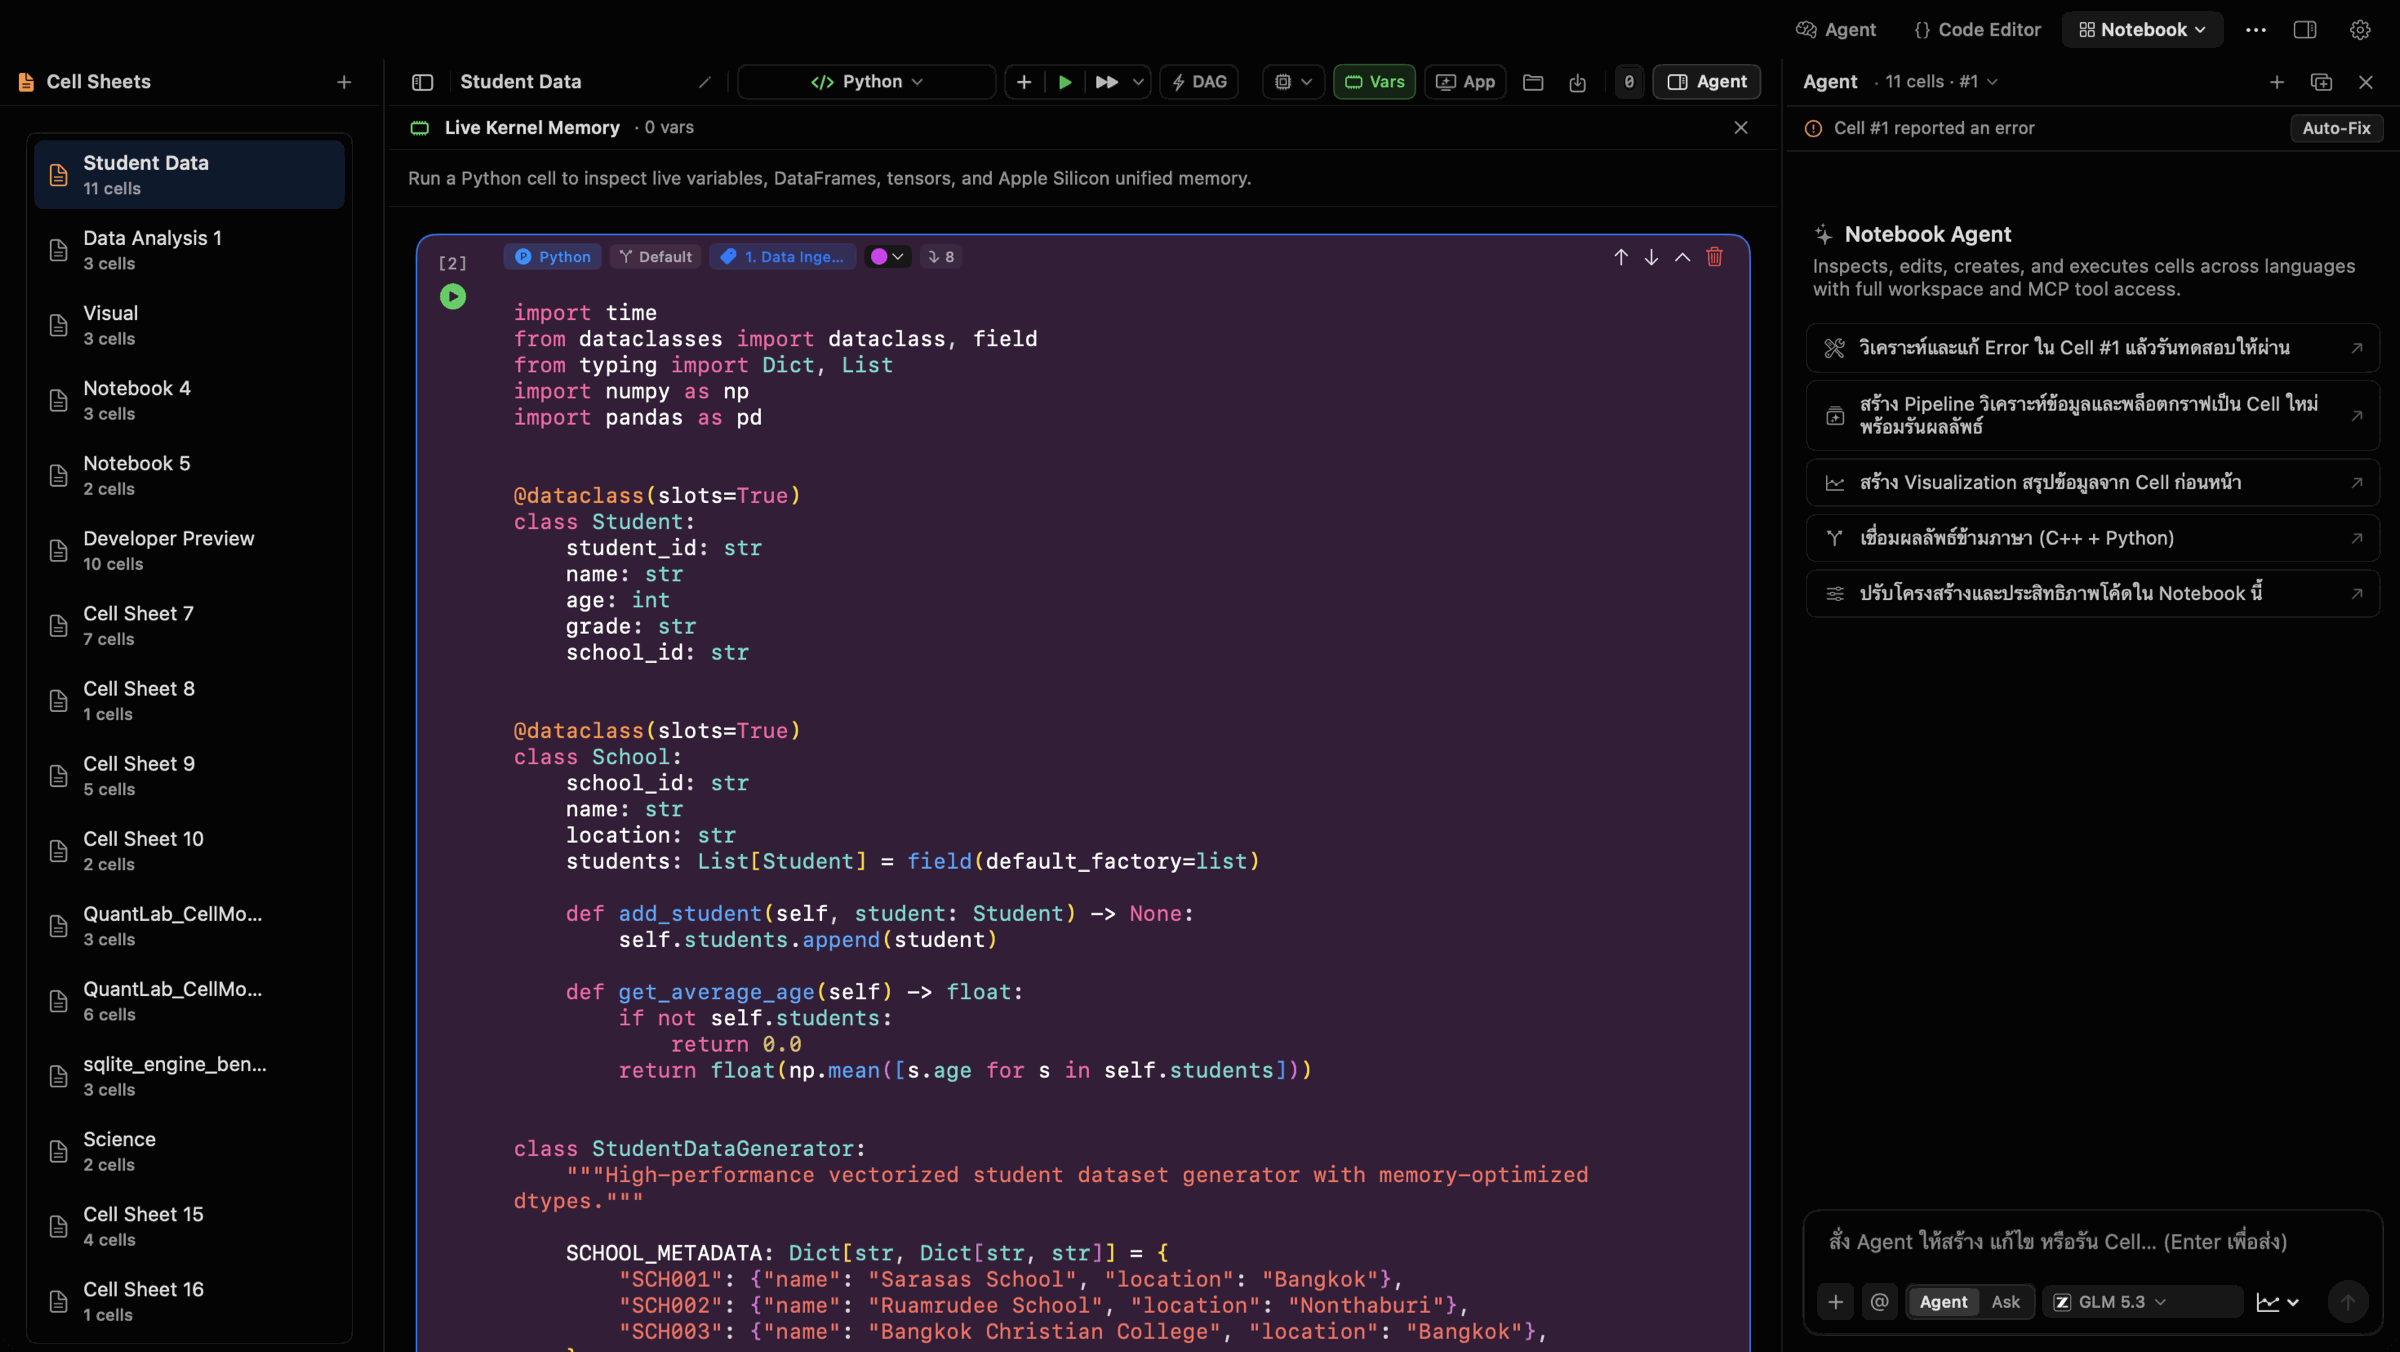 Agent
{} Code Editor
Notebook
Cell Sheets
Student Data
11 cells
Data Analysis 1
3 cells
Visual
3 cells
Notebook 4
3 cells
Notebook 5
2 cells
Developer Preview
10 cells
Cell Sheet 7
7 cells
Cell Sheet 8
1 cells
Cell Sheet 9
5 cells
Cell Sheet 10
2 cells
QuantLab_CellMo...
3 cells
QuantLab_CellMo...
6 cells
sqlite_engine_ben...
3 cells
Science
2 cells
Cell Sheet 15
4 cells
Cell Sheet 16
1 cells
Student Data
</> Python
DAG
Vars
App
0
Agent
Live Kernel Memory · 0 vars
Run a Python cell to inspect live variables, DataFrames, tensors, and Apple Silicon unified memory.
[2]
Python
Default
1. Data Inge...
8
import time
from dataclasses import dataclass, field
from typing import Dict, List
import numpy as np
import pandas as pd
@dataclass(slots=True)
class Student:
    student_id: str
    name: str
    age: int
    grade: str
    school_id: str
@dataclass(slots=True)
class School:
    school_id: str
    name: str
    location: str
    students: List[Student] = field(default_factory=list)
    def add_student(self, student: Student) -> None:
        self.students.append(student)
    def get_average_age(self) -> float:
        if not self.students:
            return 0.0
        return float(np.mean([s.age for s in self.students]))
class StudentDataGenerator:
    """High-performance vectorized student dataset generator with memory-optimized
dtypes."""
    SCHOOL_METADATA: Dict[str, Dict[str, str]] = {
        "SCH001": {"name": "Sarasas School", "location": "Bangkok"},
        "SCH002": {"name": "Ruamrudee School", "location": "Nonthaburi"},
        "SCH003": {"name": "Bangkok Christian College", "location": "Bangkok"},
Agent · 11 cells · #1
Cell #1 reported an error
Auto-Fix
Notebook Agent
Inspects, edits, creates, and executes cells across languages
with full workspace and MCP tool access.
วิเคราะห์และแก้ Error ใน Cell #1 แล้วรันทดสอบให้ผ่าน
สร้าง Pipeline วิเคราะห์ข้อมูลและพล็อตกราฟเป็น Cell ใหม่
พร้อมรันผลลัพธ์
สร้าง Visualization สรุปข้อมูลจาก Cell ก่อนหน้า
เชื่อมผลลัพธ์ข้ามภาษา (C++ + Python)
ปรับโครงสร้างและประสิทธิภาพโค้ดใน Notebook นี้
สั่ง Agent ให้สร้าง แก้ไข หรือรัน Cell... (Enter เพื่อส่ง)
@
Agent
Ask
GLM 5.3